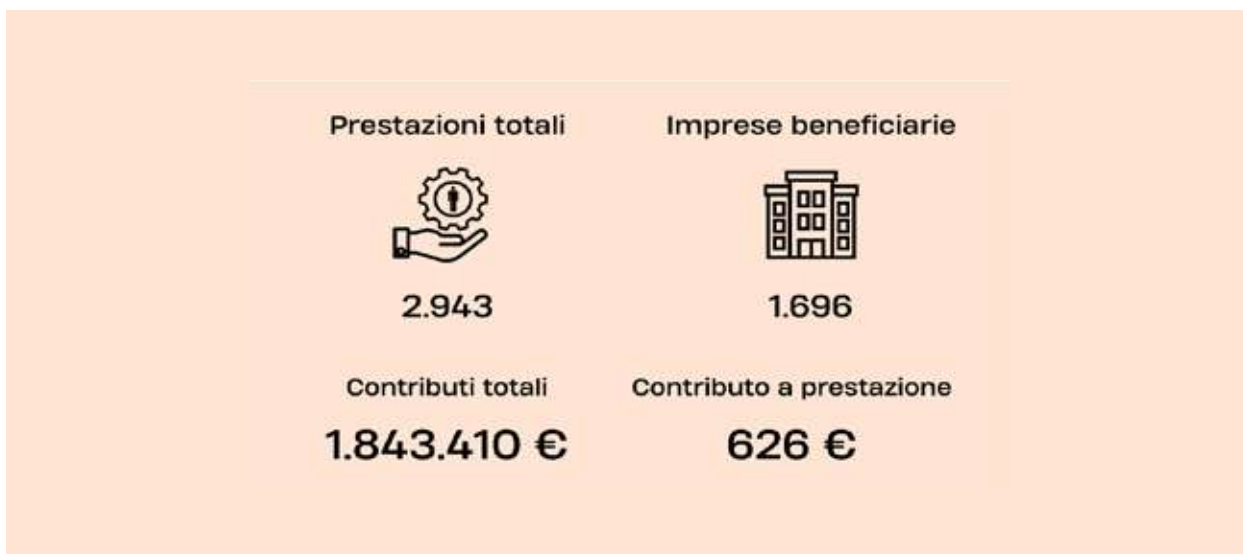 Prestazioni totali
Imprese beneficiarie
2.943
1.696
Contributi totali
Contributo a prestazione
1.843.410 €
626 €